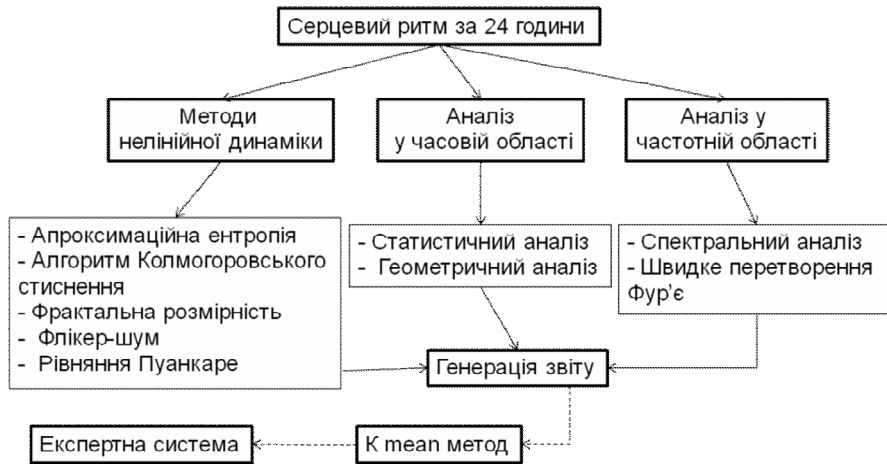 Серцевий ритм за 24 години
Методи
нелінійної динаміки
Аналіз
у часовій області
Аналіз у
частотній області
- Апроксимаційна ентропія
- Алгоритм Колмогоровського
стиснення
- Фрактальна розмірність
- Флікер-шум
- Рівняння Пуанкаре
- Статистичний аналіз
- Геометричний аналіз
- Спектральний аналіз
- Швидке перетворення
Фур'є
Генерація звіту
Експертна система
К mean метод